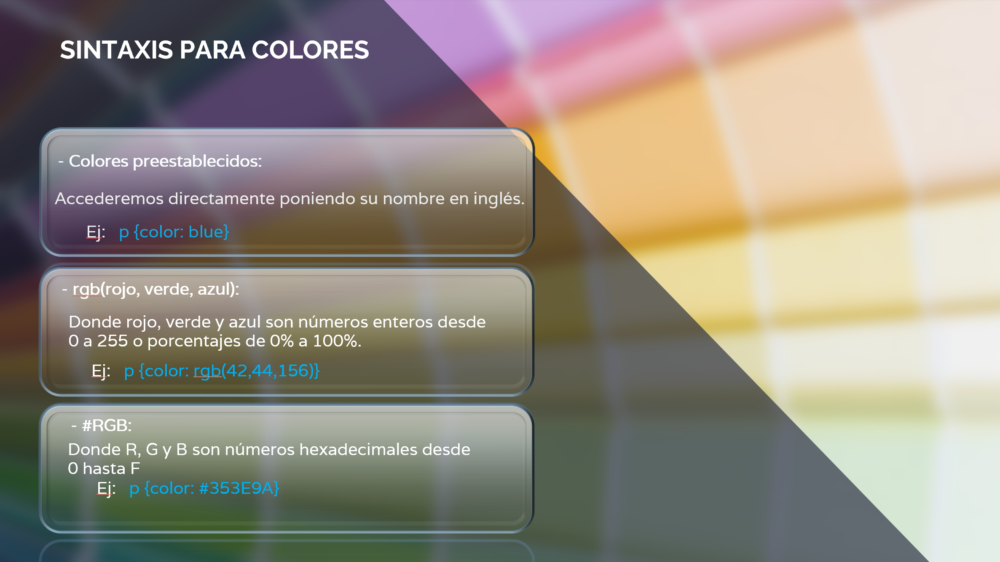 SINTAXIS PARA COLORES
- Colores preestablecidos:
Accederemos directamente poniendo su nombre en inglés.
Ej: p {color: blue}
- rgb(rojo, verde, azul):
Donde rojo, verde y azul son números enteros desde
0 a 255 o porcentajes de 0% a 100%.
Ej: p {color: rgb(42,44,156)}
- #RGB:
Donde R, G y B son números hexadecimales desde
0 hasta F
Ej: p {color: #353E9A}